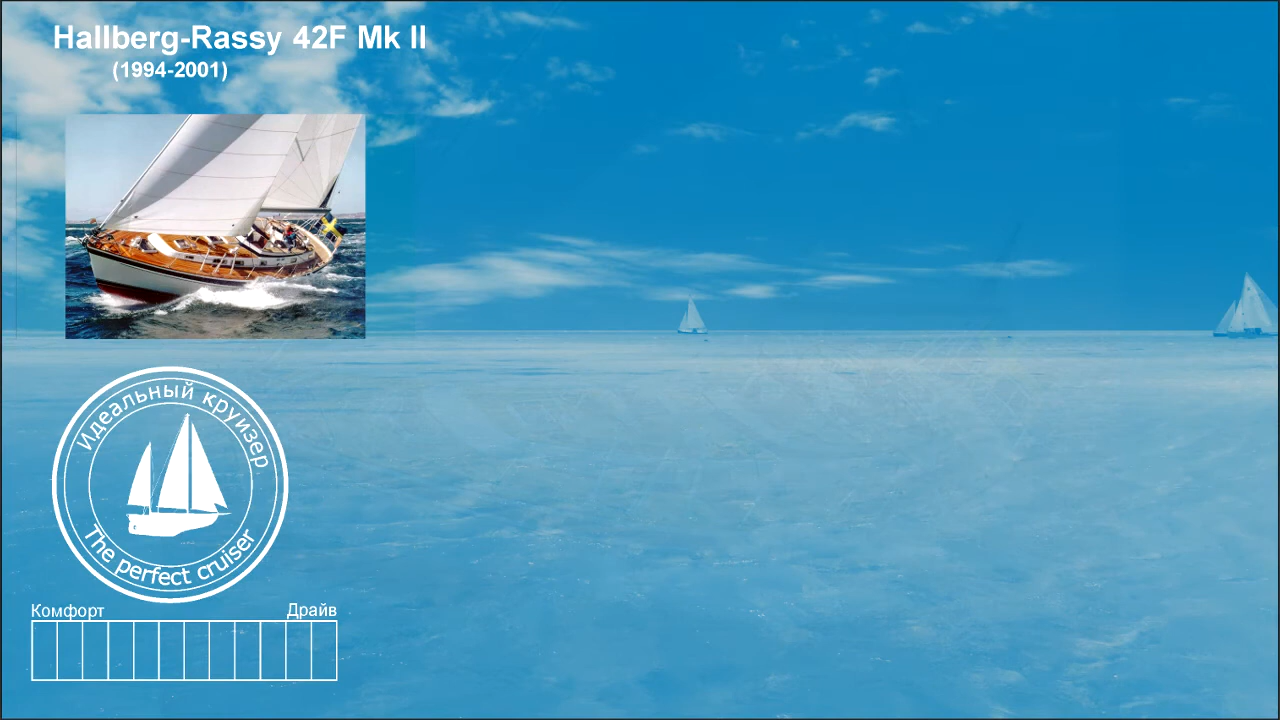 Hallberg-Rassy 42F Mk II
(1994-2001)
Идеальный круизер
The perfect cruiser
Комфорт Драйв